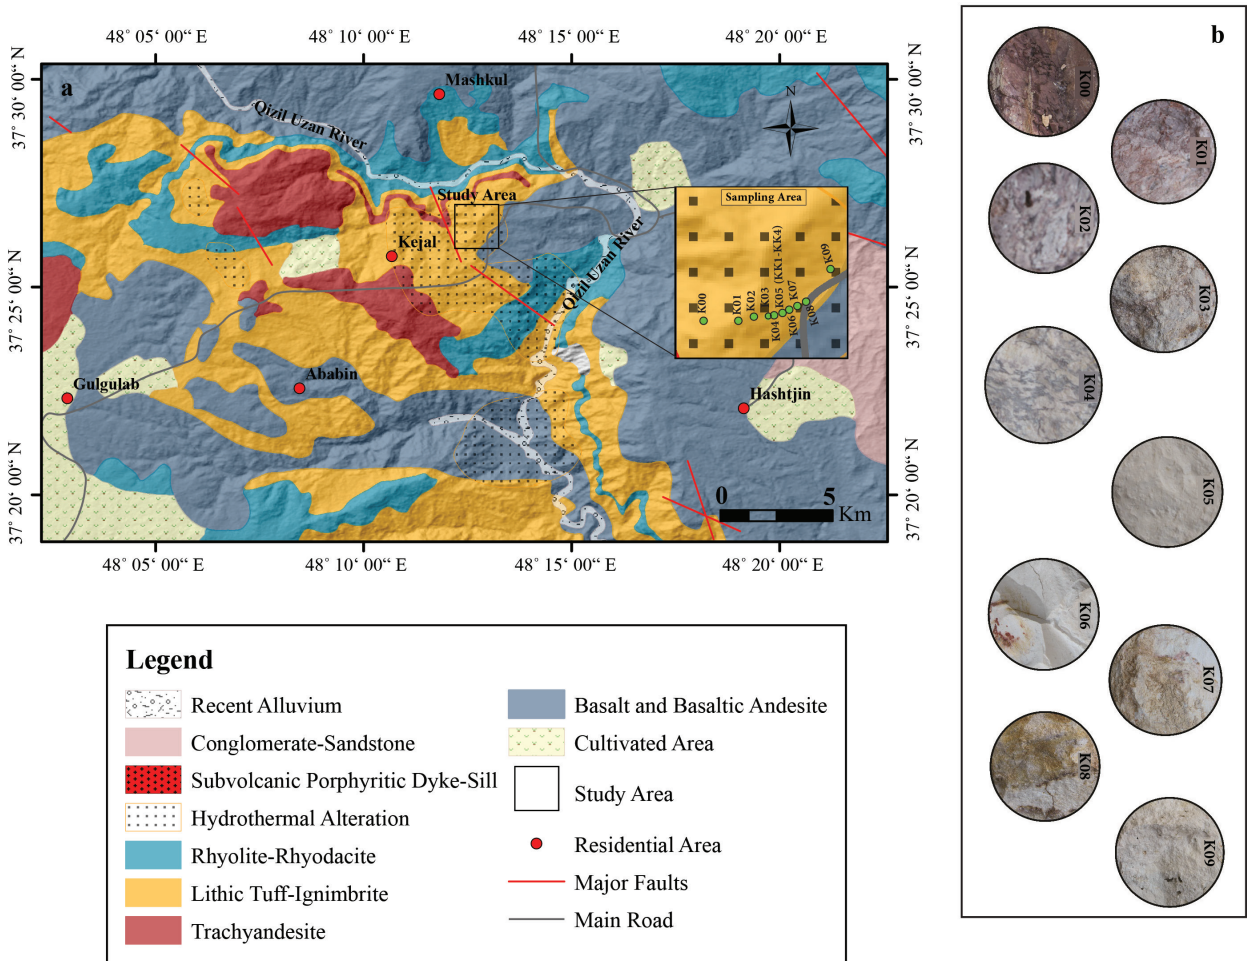 48° 05′ 00“ E
48° 10′ 00“ E
48° 15′ 00“ E
48° 20′ 00“ E
37° 30‘ 00“ N
37° 25‘ 00“ N
37° 20‘ 00“ N
a
Mashkul
Qizil Uzan River
N
Study Area
Kejal
Qizil Uzan River
Gulgulab
Ababin
Hashtjin
Sampling Area
K00
K01
K02
K03
K04
K05 (KK1-KK4)
K06
K07
K08
K09
0
5
Km
37° 30‘ 00“ N
37° 25‘ 00“ N
37° 20‘ 00“ N
48° 05′ 00“ E
48° 10′ 00“ E
48° 15′ 00“ E
48° 20′ 00“ E
Legend
Recent Alluvium
Conglomerate-Sandstone
Subvolcanic Porphyritic Dyke-Sill
Hydrothermal Alteration
Rhyolite-Rhyodacite
Lithic Tuff-Ignimbrite
Trachyandesite
Basalt and Basaltic Andesite
Cultivated Area
Study Area
Residential Area
Major Faults
Main Road
b
K00
K01
K02
K03
K04
K05
K06
K07
K08
K09